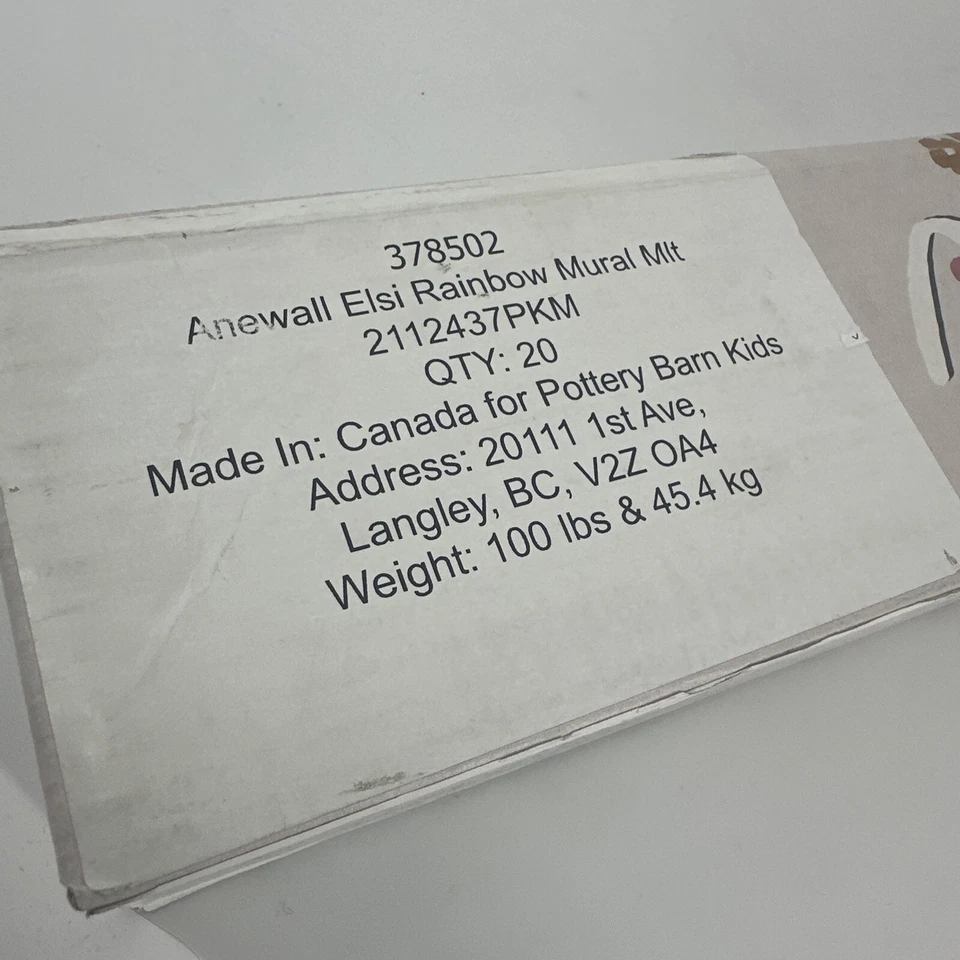 378502
Anewall Elsi Rainbow Mural Mlt
2112437PKM
QTY: 20
Made In: Canada for Pottery Barn Kids
Address: 20111 1st Ave,
Langley, BC, V2Z OA4
Weight: 100 lbs & 45.4 kg